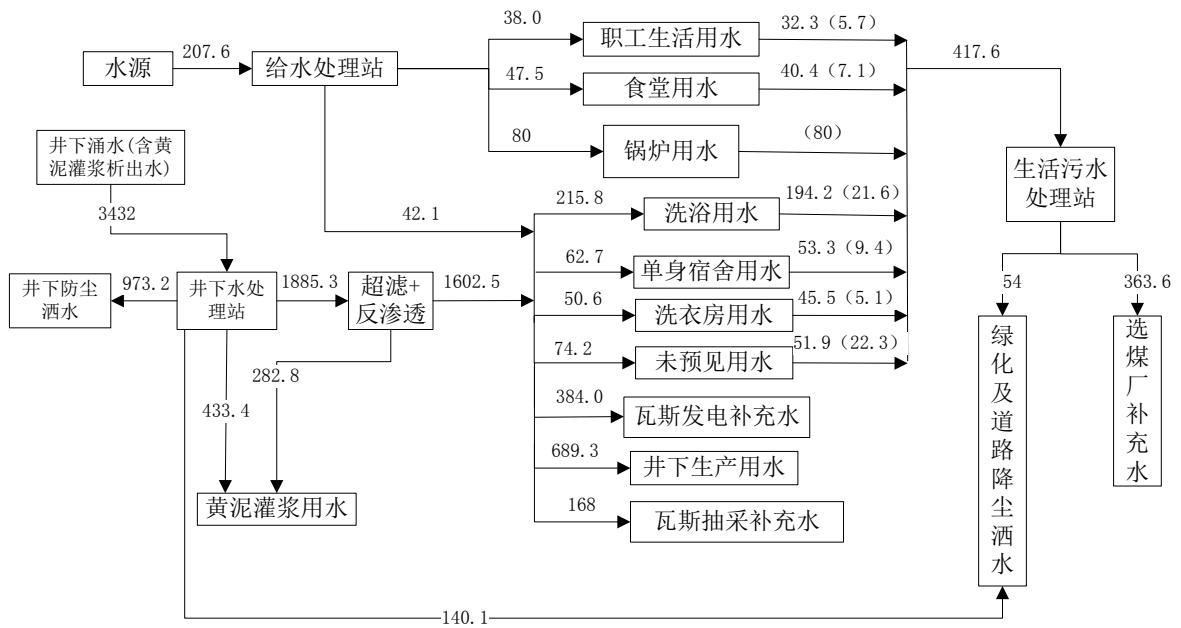 38.0
职工生活用水
32.3（5.7）
水源
207.6
给水处理站
417.6
47.5
食堂用水
40.4（7.1）
80
锅炉用水
（80）
井下涌水(含黄
泥灌浆析出水)
生活污水
处理站
3432
42.1
215.8
洗浴用水
194.2（21.6）
62.7
单身宿舍用水
53.3（9.4）
井下防尘
洒水
973.2
井下水处
理站
1885.3
超滤+
反渗透
1602.5
50.6
洗衣房用水
45.5（5.1）
54
363.6
74.2
未预见用水
51.9（22.3）
282.8
433.4
384.0
瓦斯发电补充水
689.3
井下生产用水
黄泥灌浆用水
168
瓦斯抽采补充水
绿化及道路降尘洒水
选煤厂补充水
140.1